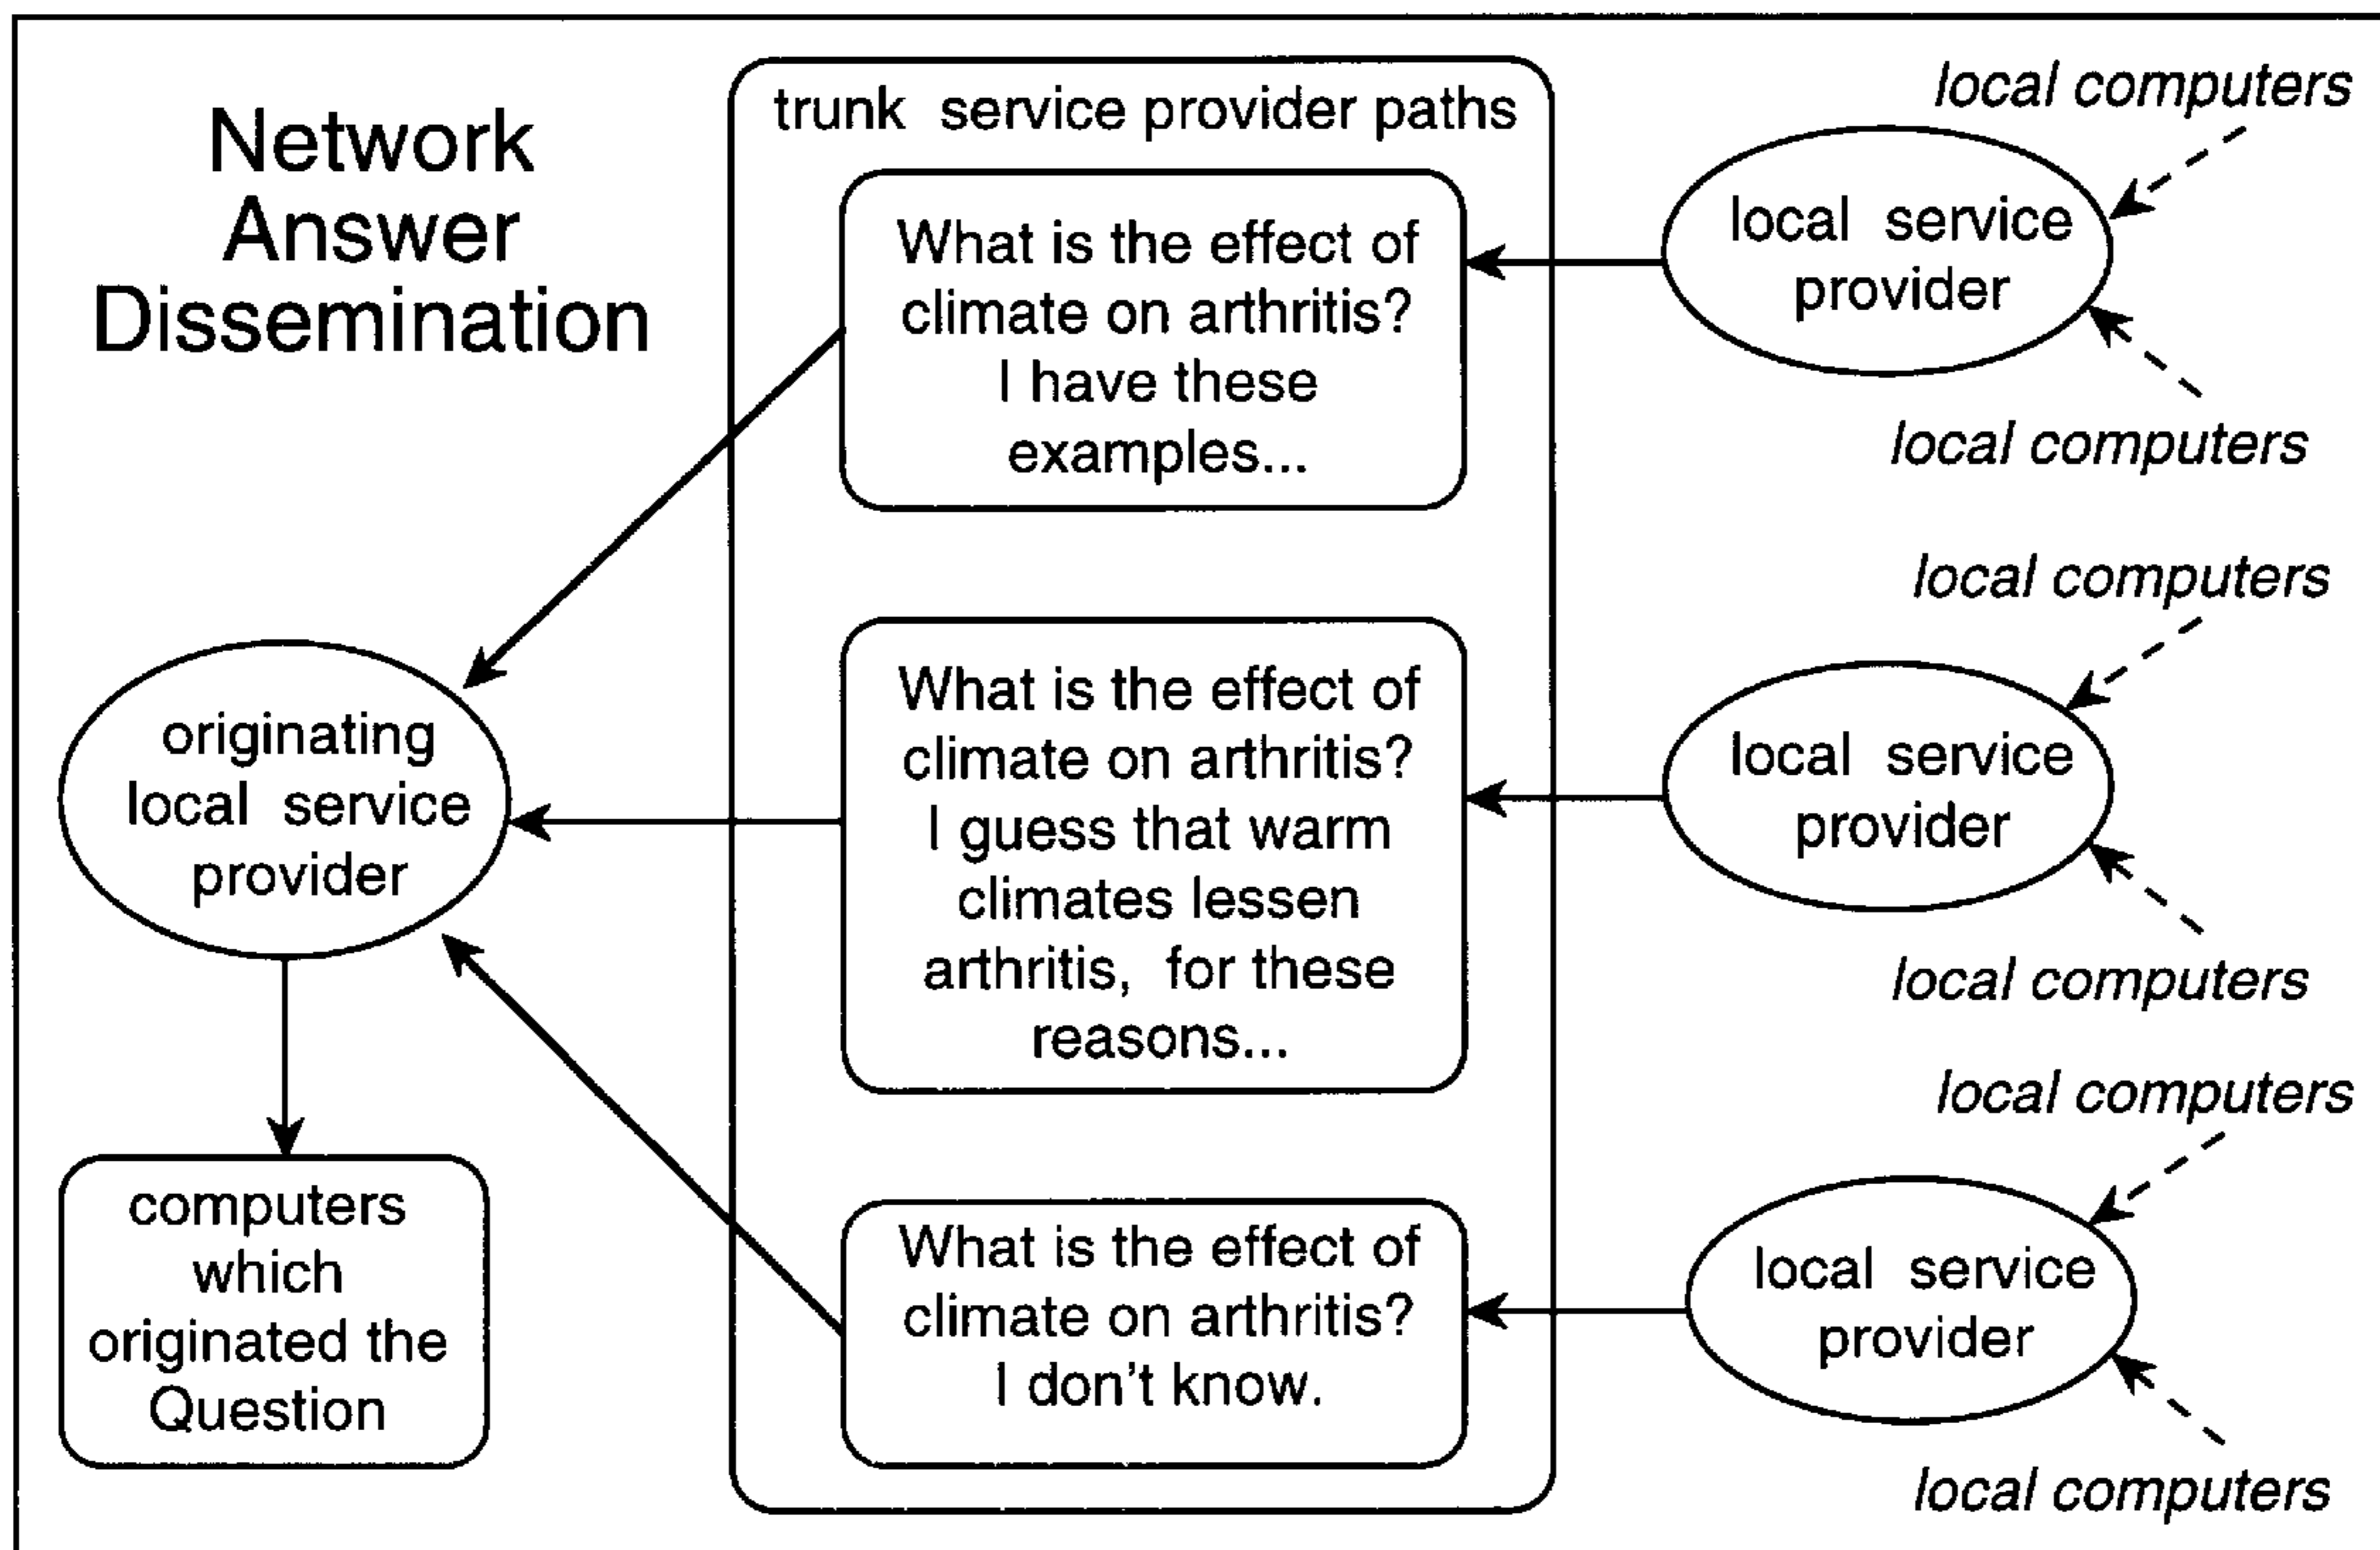 Network
Answer
Dissemination
trunk service provider paths
What is the effect of
climate on arthritis?
I have these
examples...
local computers
local service
provider
local computers
originating
local service
provider
What is the effect of
climate on arthritis?
I guess that warm
climates lessen
arthritis, for these
reasons...
local computers
local service
provider
local computers
computers
which
originated the
Question
What is the effect of
climate on arthritis?
I don't know.
local computers
local service
provider
local computers